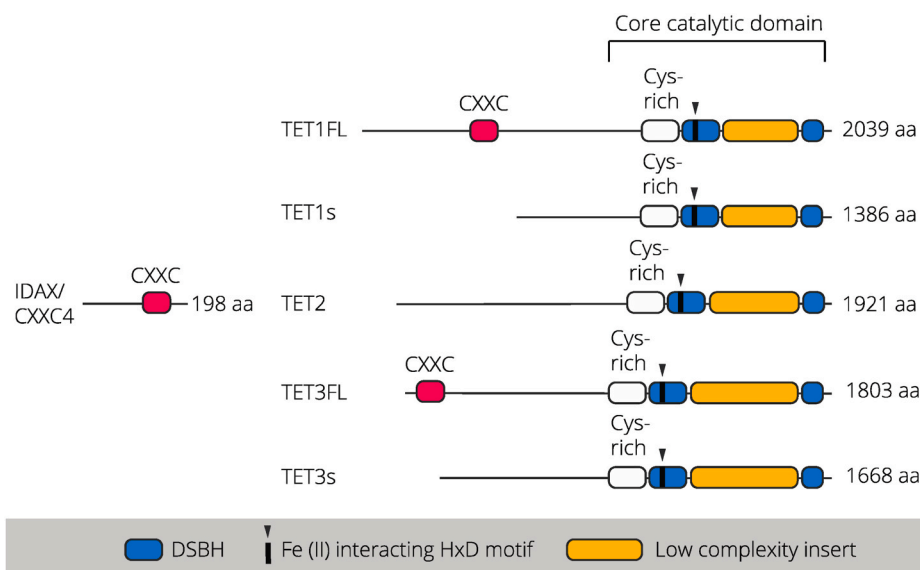 Core catalytic domain
Cys-
rich
CXXC
TET1FL
2039 aa
Cys-
rich
TET1s
1386 aa
Cys-
rich
CXXC
IDAX/
CXXC4
198 aa
TET2
1921 aa
Cys-
rich
CXXC
TET3FL
1803 aa
Cys-
rich
TET3s
1668 aa
DSBH
Fe (II) interacting HxD motif
Low complexity insert